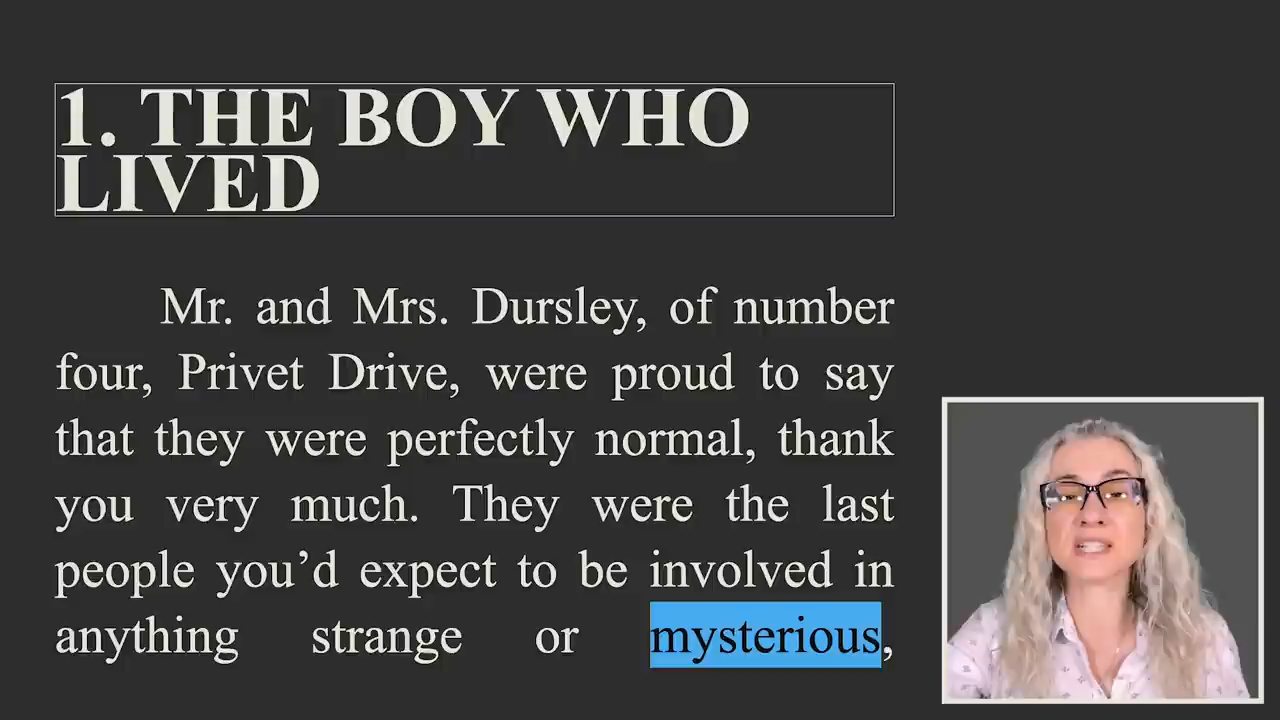 1. THE BOY WHO
LIVED
Mr. and Mrs. Dursley, of number
four, Privet Drive, were proud to say
that they were perfectly normal, thank
you very much. They were the last
people you’d expect to be involved in
anything strange or mysterious,